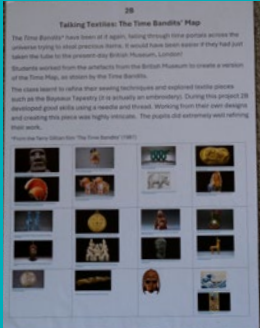 2B
Talking Textiles: The Time Bandits' Map
The Time Bandits* have been at it again, falling through time portals across the
universe trying to steal precious items. It would have been easier if they had just
taken the tube to the present day British Museum, London!
Students worked from the artefacts from the British Museum to create a version
of the Time Map, as stolen by the Time Bandits.
The class learnt to refine their sewing techniques and explored textile pieces
such as the Bayeaux Tapestry (it is actually an embroidery). During this project 2B
developed good skills using a needle and thread. Working from their own designs
and creating this piece was highly intricate. The pupils did extremely well refining
their work.
*From the Terry Gilliam film 'The Time Bandits' (1981)